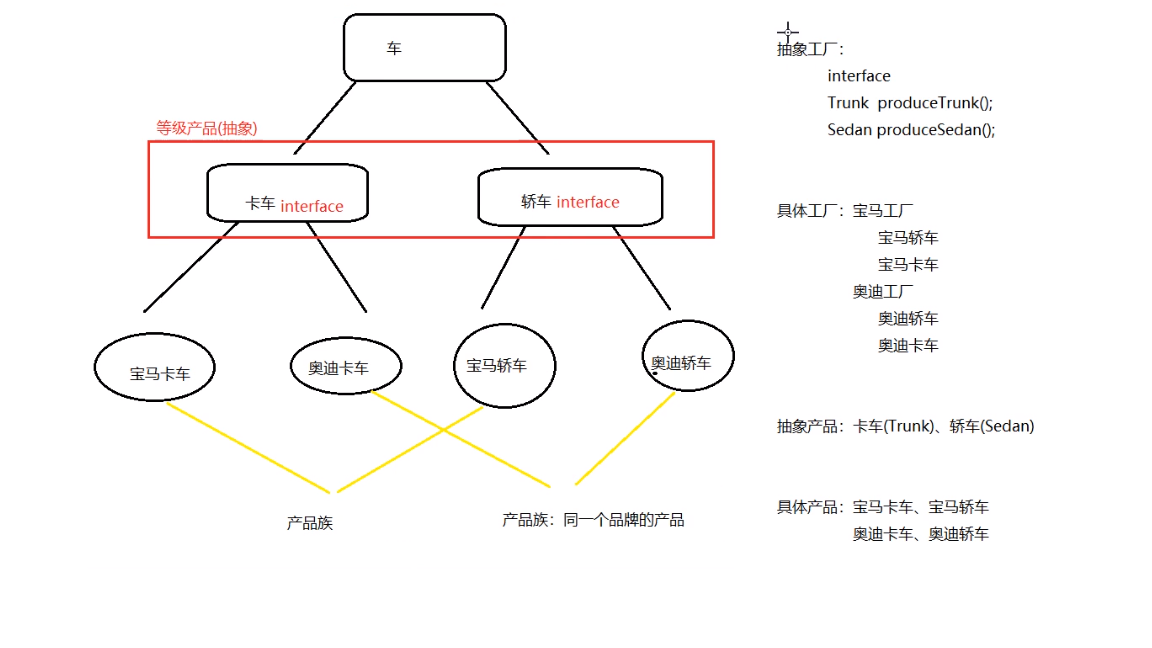 车
等级产品(抽象)
卡车 interface
轿车 interface
宝马卡车
奥迪卡车
宝马轿车
奥迪轿车
产品族
产品族：同一个品牌的产品
抽象工厂：
interface
Trunk produceTrunk();
Sedan produceSedan();
具体工厂：宝马工厂
宝马轿车
宝马卡车
奥迪工厂
奥迪轿车
奥迪卡车
抽象产品：卡车(Trunk)、轿车(Sedan)
具体产品：宝马卡车、宝马轿车
奥迪卡车、奥迪轿车